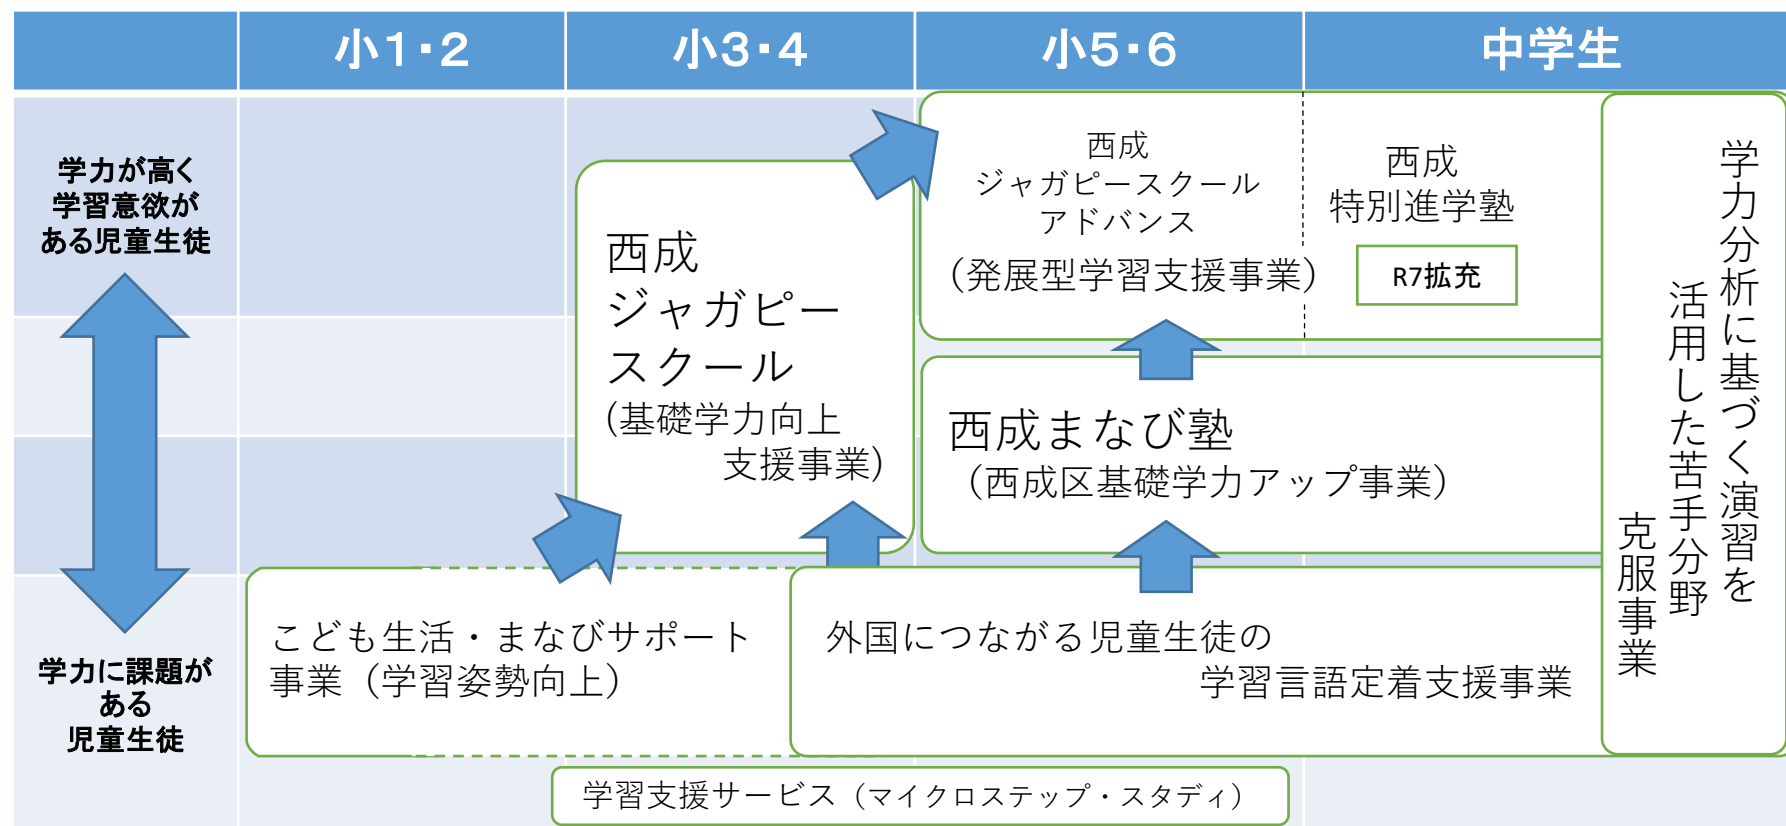 小1・2
小3・4
小5・6
中学生
学力が高く
学習意欲が
ある児童生徒
学力に課題が
ある
児童生徒
西成
ジャガピー
スクール
(基礎学力向上
支援事業)
西成
ジャガピースクール
アドバンス
(発展型学習支援事業)
西成
特別進学塾
R7拡充
西成まなび塾
（西成区基礎学力アップ事業）
こども生活・まなびサポート
事業（学習姿勢向上）
外国につながる児童生徒の
学習言語定着支援事業
学力分析に基づく演習を
活用した苦手分野
克服事業
学習支援サービス（マイクロステップ・スタディ）